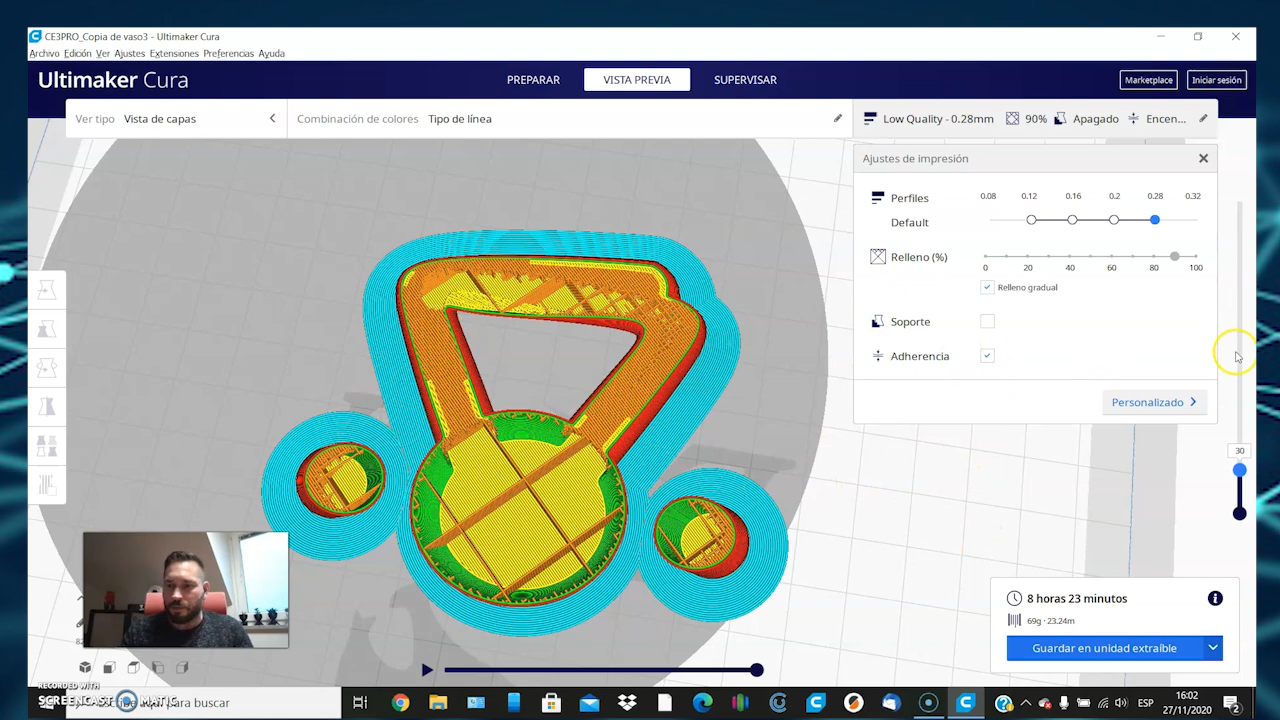 CE3PRO_Copia de vaso3 - Ultimaker Cura
Archivo Edición Ver Ajustes Extensiones Preferencias Ayuda
Ultimaker Cura
PREPARAR
VISTA PREVIA
SUPERVISAR
Marketplace
Iniciar sesión
Ver tipo Vista de capas
Combinación de colores Tipo de línea
Low Quality - 0.28mm
90%
Apagado
Encen...
Ajustes de impresión
Perfiles
0.08 0.12 0.16 0.2 0.28 0.32
Default
Relleno (%)
0 20 40 60 80 100
Relleno gradual
Soporte
Adherencia
Personalizado
30
8 horas 23 minutos
69g · 23.24m
Guardar en unidad extraíble
RECORDED WITH
SCREENCAST MATIC
para buscar
ESP
16:02
27/11/2020
2